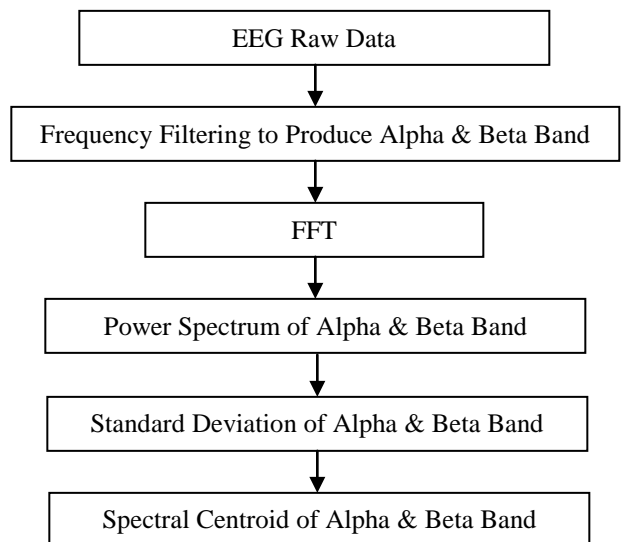 EEG Raw Data
Frequency Filtering to Produce Alpha & Beta Band
FFT
Power Spectrum of Alpha & Beta Band
Standard Deviation of Alpha & Beta Band
Spectral Centroid of Alpha & Beta Band